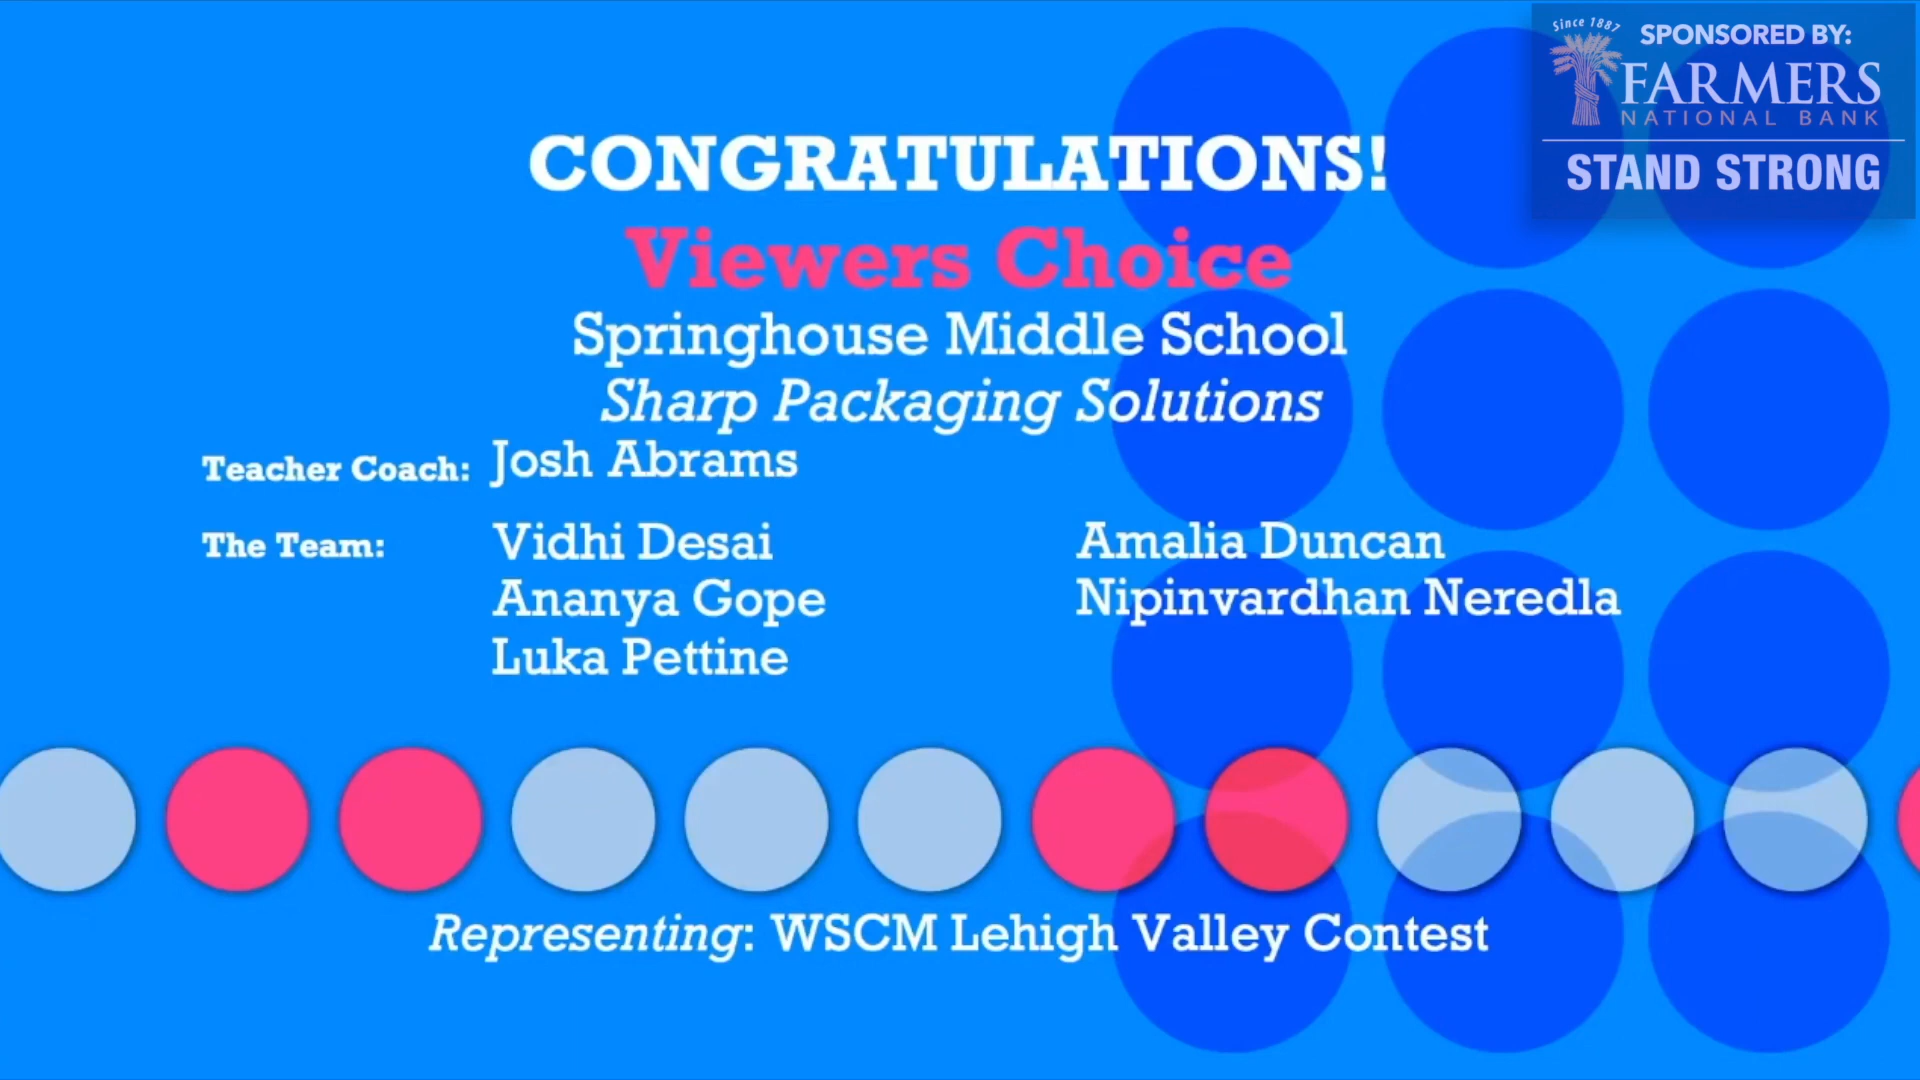 Since 1887
SPONSORED BY:
FARMERS
NATIONAL BANK
STAND STRONG
CONGRATULATIONS!
Viewers Choice
Springhouse Middle School
Sharp Packaging Solutions
Teacher Coach: Josh Abrams
The Team: Vidhi Desai Amalia Duncan
Ananya Gope Nipinvardhan Neredla
Luka Pettine
Representing: WSCM Lehigh Valley Contest